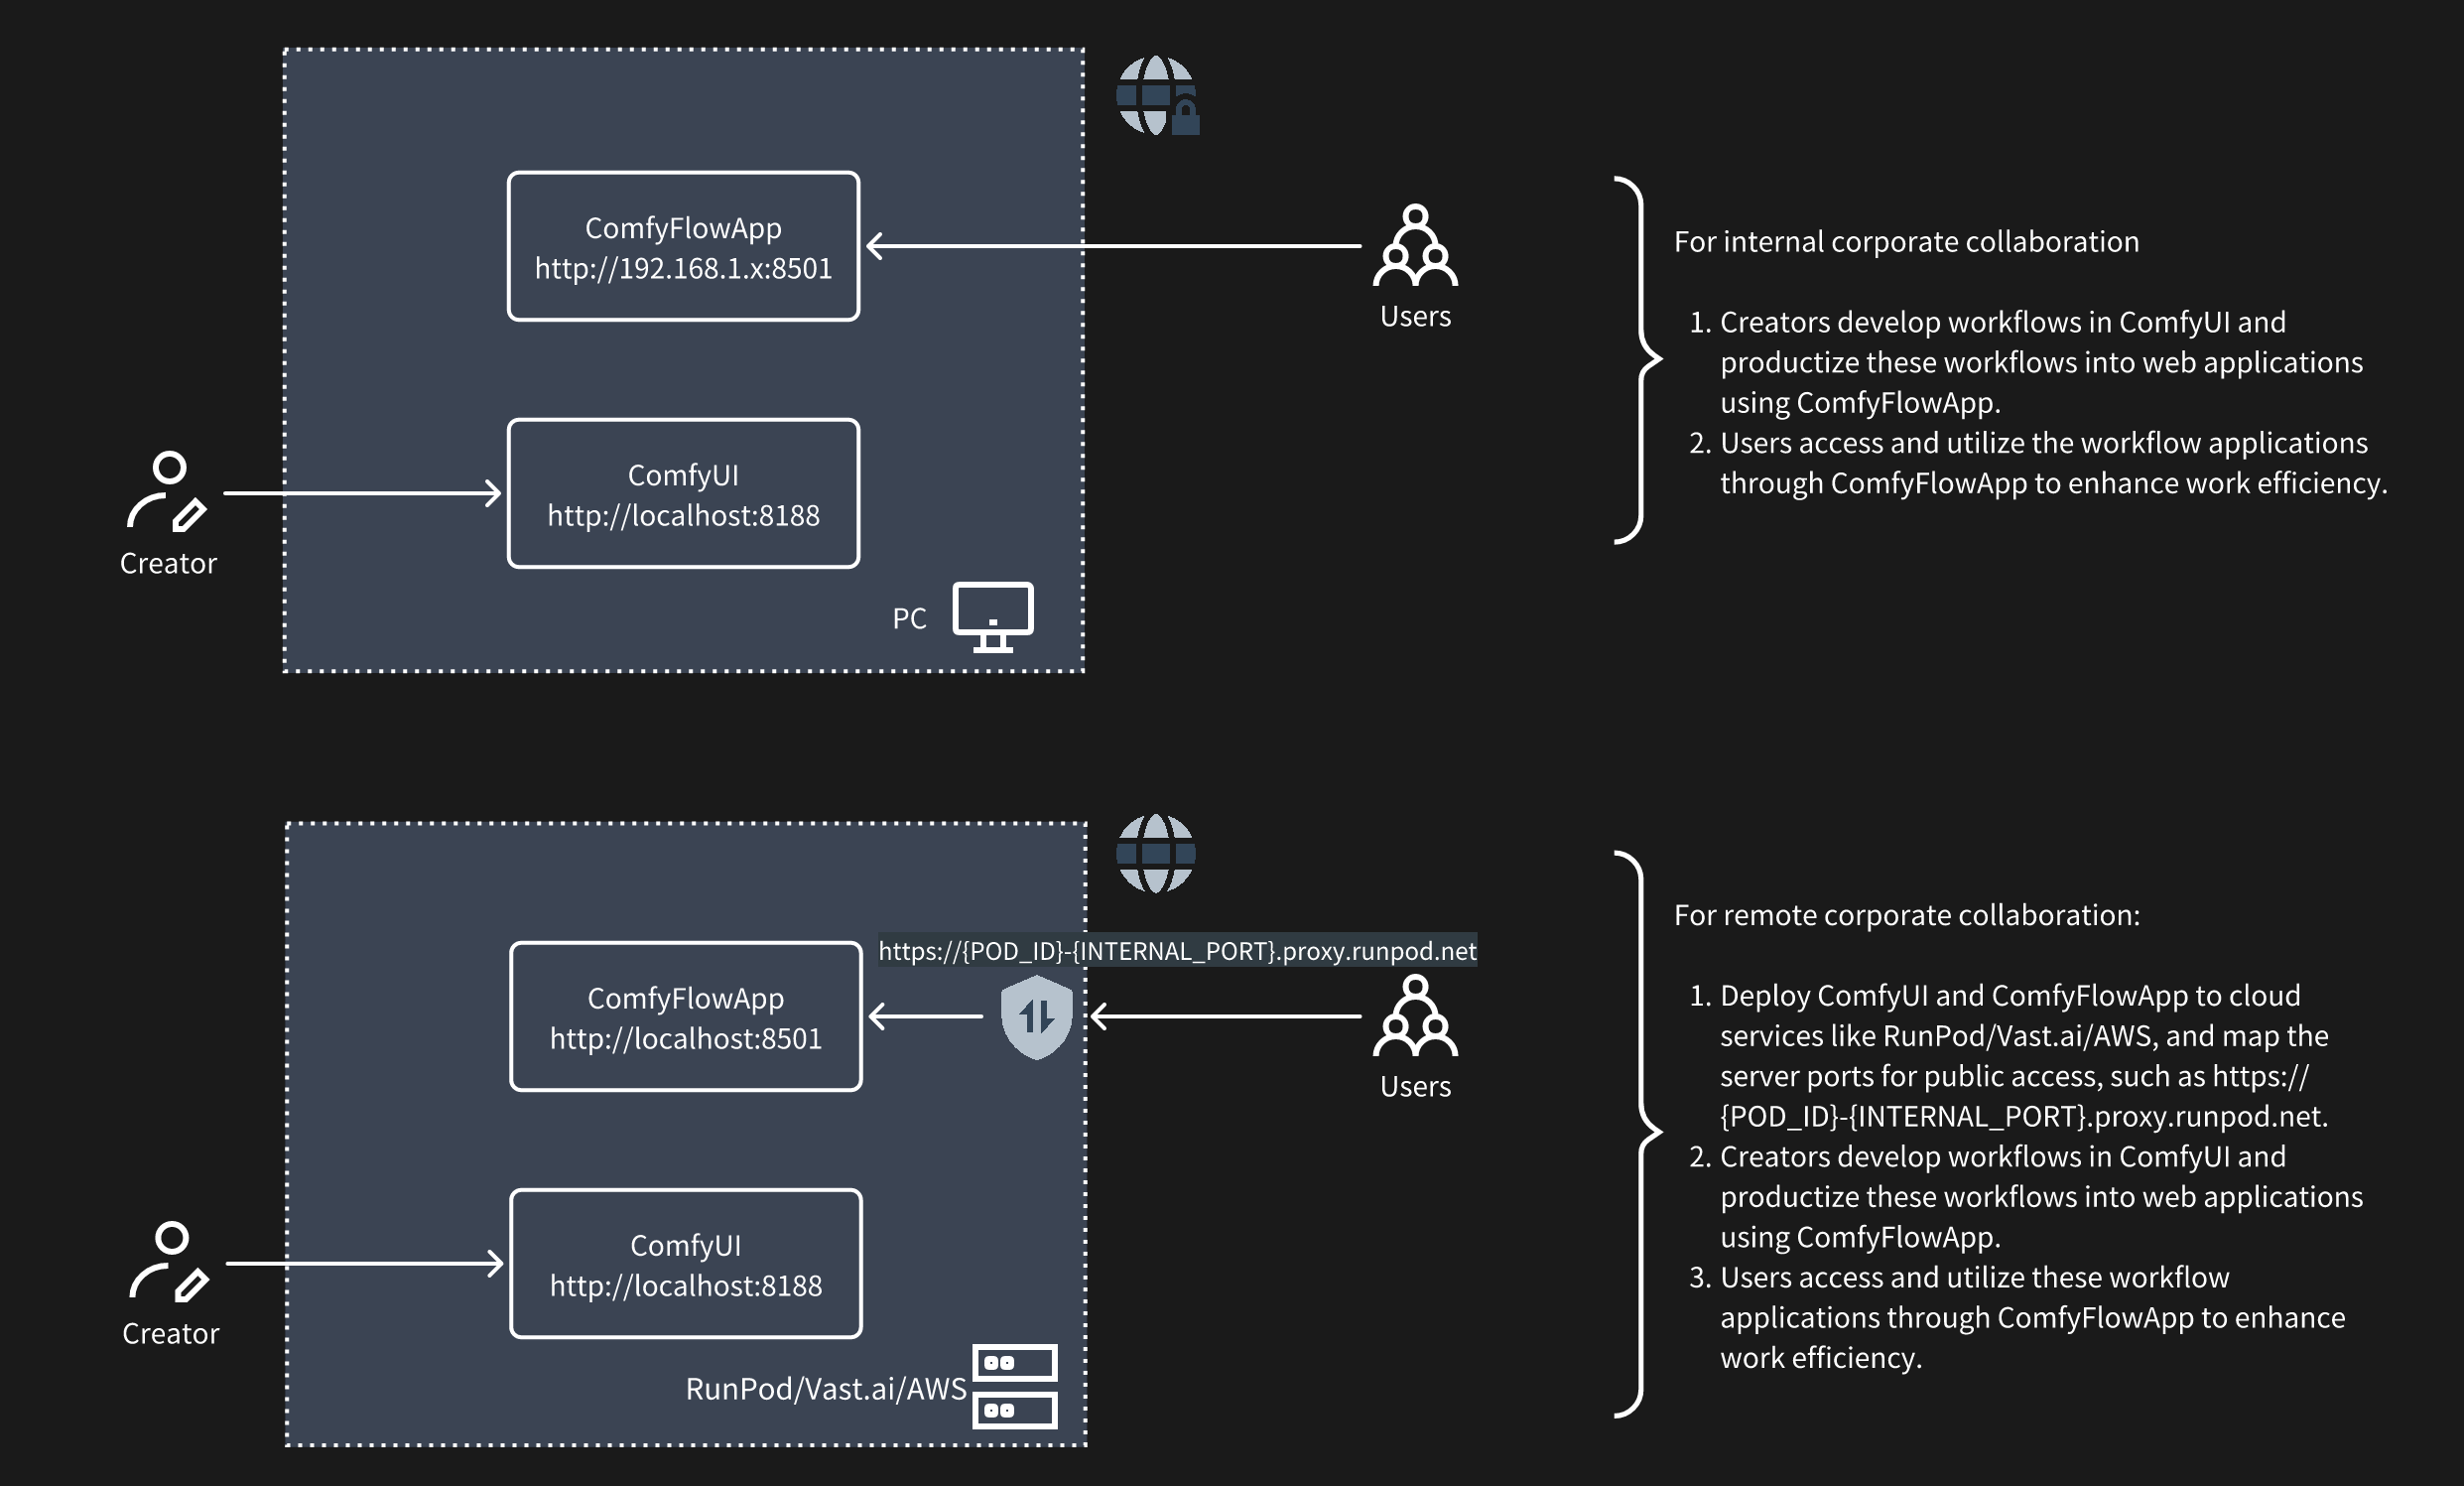 ComfyFlowApp
http://192.168.1.x:8501
Users
ComfyUI
http://localhost:8188
Creator
PC
For internal corporate collaboration
1. Creators develop workflows in ComfyUI and
productize these workflows into web applications
using ComfyFlowApp.
2. Users access and utilize the workflow applications
through ComfyFlowApp to enhance work efficiency.
https://{POD_ID}-{INTERNAL_PORT}.proxy.runpod.net
ComfyFlowApp
http://localhost:8501
Users
ComfyUI
http://localhost:8188
Creator
RunPod/Vast.ai/AWS
For remote corporate collaboration:
1. Deploy ComfyUI and ComfyFlowApp to cloud
services like RunPod/Vast.ai/AWS, and map the
server ports for public access, such as https://
{POD_ID}-{INTERNAL_PORT}.proxy.runpod.net.
2. Creators develop workflows in ComfyUI and
productize these workflows into web applications
using ComfyFlowApp.
3. Users access and utilize these workflow
applications through ComfyFlowApp to enhance
work efficiency.